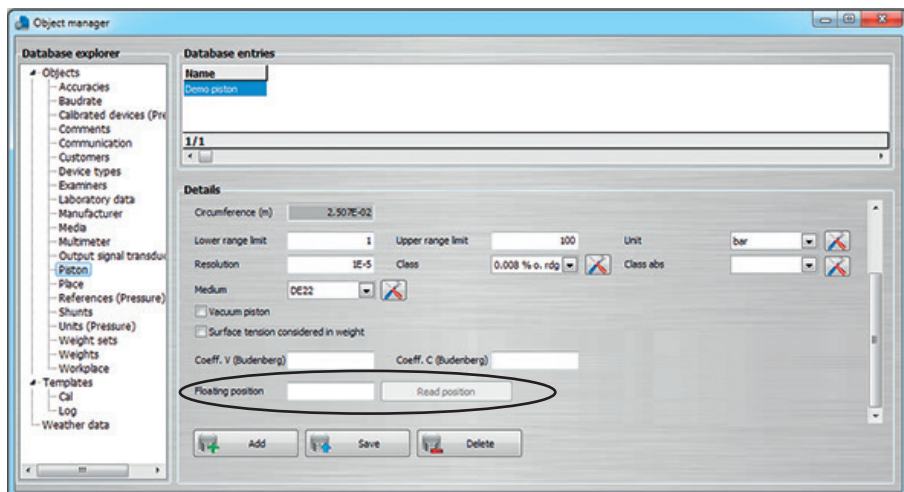 Object manager
Database explorer
Objects
Accuracies
Baudrate
Calbrated devices (Pre
Comments
Communication
Customers
Device types
Examiners
Laboratory data
Manufacturer
Media
Multimeter
Output signal transduc
Piston
Place
References (Pressure)
Shunts
Units (Pressure)
Weight sets
Weights
Workplace
Templates
Cal
Log
Weather data
Database entries
Name
Demo piston
1/1
Details
Circumference (m) 2.507E-02
Lower range limit 1 Upper range limit 100 Unit bar
Resolution 1E-5 Class 0.008 % o. rdg Class abs
Medium DE22
Vacuum piston
Surface tension considered in weight
Coeff. V (Budenberg) Coeff. C (Budenberg)
Floating position Read position
Add Save Delete